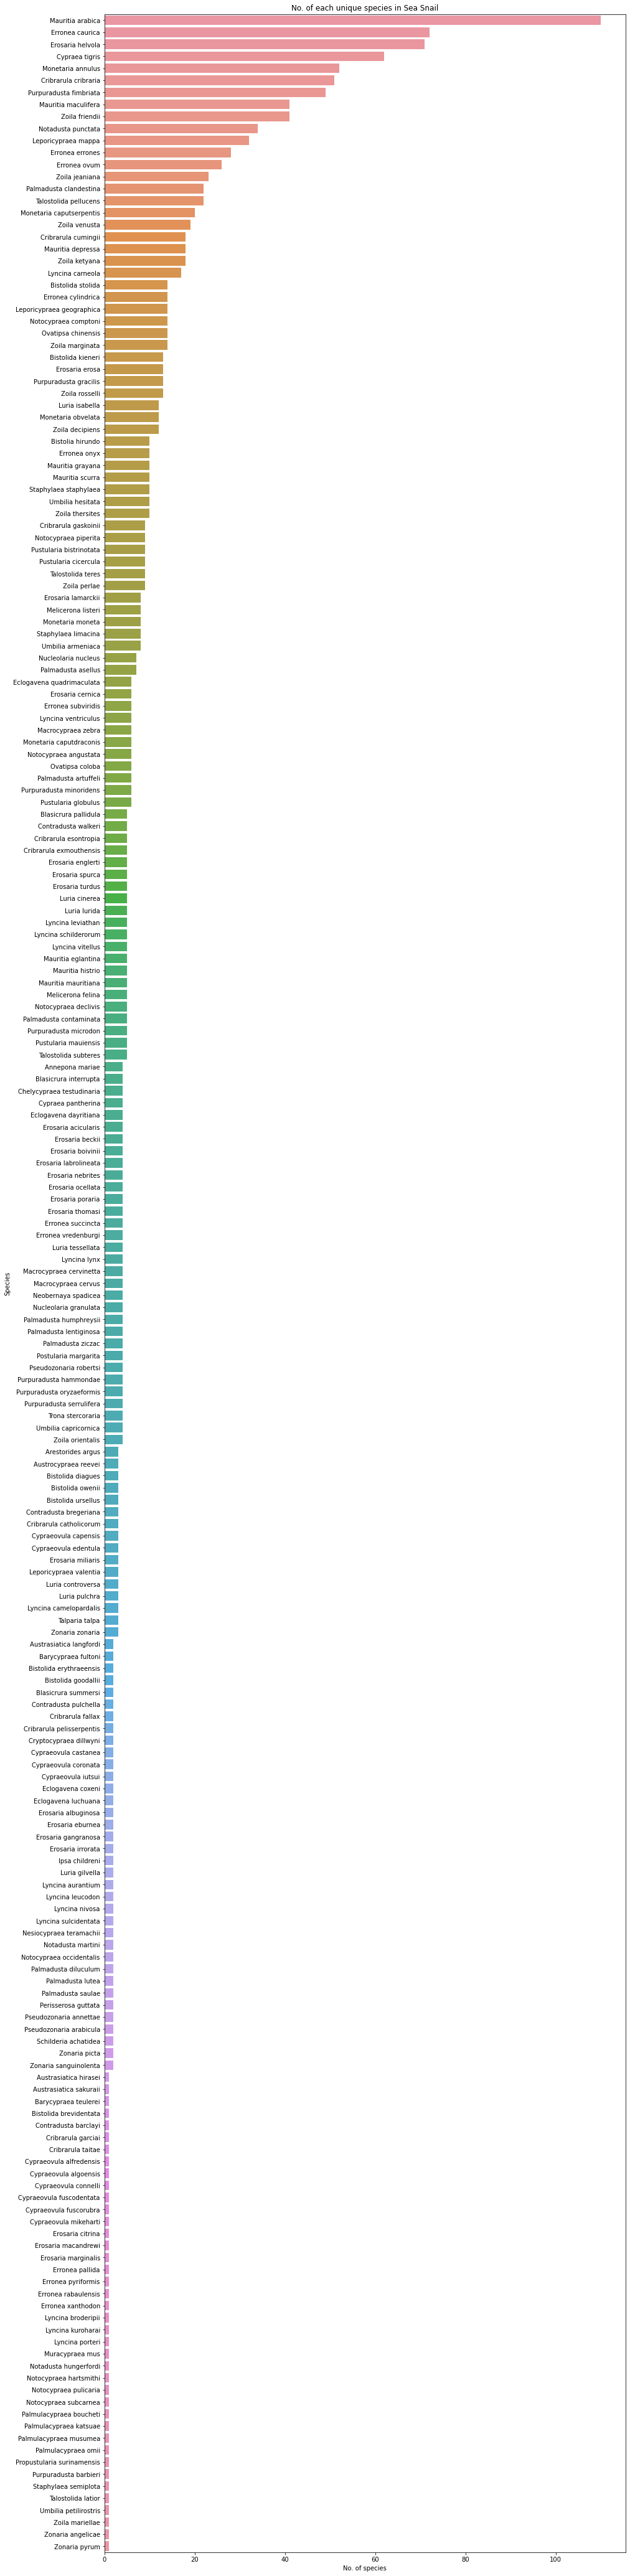 No. of each unique species in Sea Snail
Mauritia arabica
Erronea caurica
Erosaria helvola
Cypraea tigris
Monetaria annulus
Cribrarula cribraria
Purpuradusta fimbriata
Mauritia maculifera
Zoila friendii
Notadusta punctata
Leporicypraea mappa
Erronea errones
Erronea ovum
Zoila jeaniana
Palmadusta clandestina
Talostolida pellucens
Monetaria caputserpentis
Zoila venusta
Cribrarula cumingii
Mauritia depressa
Zoila ketyana
Lyncina carneola
Bistolida stolida
Erronea cylindrica
Leporicypraea geographica
Notocypraea comptoni
Ovatipsa chinensis
Zoila marginata
Bistolida kieneri
Erosaria erosa
Purpuradusta gracilis
Zoila rosselli
Luria isabella
Monetaria obvelata
Zoila decipiens
Bistolia hirundo
Erronea onyx
Mauritia grayana
Mauritia scurra
Staphylaea staphylaea
Umbilia hesitata
Zoila thersites
Cribrarula gaskoinii
Notocypraea piperita
Pustularia bistrinotata
Pustularia cicercula
Talostolida teres
Zoila perlae
Erosaria lamarckii
Melicerona listeri
Monetaria moneta
Staphylaea limacina
Umbilia armeniaca
Nucleolaria nucleus
Palmadusta asellus
Eclogavena quadrimaculata
Erosaria cernica
Erronea subviridis
Lyncina ventriculus
Macrocypraea zebra
Monetaria caputdraconis
Notocypraea angustata
Ovatipsa coloba
Palmadusta artuffeli
Purpuradusta minoridens
Pustularia globulus
Blasicrura pallidula
Contradusta walkeri
Cribrarula esontropia
Cribrarula exmouthensis
Erosaria englerti
Erosaria spurca
Erosaria turdus
Luria cinerea
Luria lurida
Lyncina leviathan
Lyncina schilderorum
Lyncina vitellus
Mauritia eglantina
Mauritia histrio
Mauritia mauritiana
Melicerona felina
Notocypraea declivis
Palmadusta contaminata
Purpuradusta microdon
Pustularia mauiensis
Talostolida subteres
Annepona mariae
Blasicrura interrupta
Chelycypraea testudinaria
Cypraea pantherina
Eclogavena dayritiana
Erosaria acicularis
Erosaria beckii
Erosaria boivinii
Erosaria labrolineata
Erosaria nebrites
Erosaria ocellata
Erosaria poraria
Erosaria thomasi
Erronea succincta
Erronea vredenburgi
Luria tessellata
Lyncina lynx
Macrocypraea cervinetta
Macrocypraea cervus
Neobernaya spadicea
Nucleolaria granulata
Palmadusta humphreysii
Palmadusta lentiginosa
Palmadusta ziczac
Postularia margarita
Pseudozonaria robertsi
Purpuradusta hammondae
Purpuradusta oryzaeformis
Purpuradusta serrulifera
Trona stercoraria
Umbilia capricornica
Zoila orientalis
Arestorides argus
Austrocypraea reevei
Bistolida diagues
Bistolida owenii
Bistolida ursellus
Contradusta bregeriana
Cribrarula catholicorum
Cypraeovula capensis
Cypraeovula edentula
Erosaria miliaris
Leporicypraea valentia
Luria controversa
Luria pulchra
Lyncina camelopardalis
Talparia talpa
Zonaria zonaria
Austrasiatica langfordi
Barycypraea fultoni
Bistolida erythraeensis
Bistolida goodallii
Blasicrura summersi
Contradusta pulchella
Cribrarula fallax
Cribrarula pelisserpentis
Cryptocypraea dillwyni
Cypraeovula castanea
Cypraeovula coronata
Cypraeovula iutsui
Eclogavena coxeni
Eclogavena luchuana
Erosaria albuginosa
Erosaria eburnea
Erosaria gangranosa
Erosaria irrorata
Ipsa childreni
Luria gilvella
Lyncina aurantium
Lyncina leucodon
Lyncina nivosa
Lyncina sulcidentata
Nesiocypraea teramachii
Notadusta martini
Notocypraea occidentalis
Palmadusta diluculum
Palmadusta lutea
Palmadusta saulae
Perisserosa guttata
Pseudozonaria annettae
Pseudozonaria arabicula
Schilderia achatidea
Zonaria picta
Zonaria sanguinolenta
Austrasiatica hirasei
Austrasiatica sakuraii
Barycypraea teulerei
Bistolida brevidentata
Contradusta barclayi
Cribrarula garciai
Cribrarula taitae
Cypraeovula alfredensis
Cypraeovula algoensis
Cypraeovula connelli
Cypraeovula fuscodentata
Cypraeovula fuscorubra
Cypraeovula mikeharti
Erosaria citrina
Erosaria macandrewi
Erosaria marginalis
Erronea pallida
Erronea pyriformis
Erronea rabaulensis
Erronea xanthodon
Lyncina broderipii
Lyncina kuroharai
Lyncina porteri
Muracypraea mus
Notadusta hungerfordi
Notocypraea hartsmithi
Notocypraea pulicaria
Notocypraea subcarnea
Palmulacypraea boucheti
Palmulacypraea katsuae
Palmulacypraea musumea
Palmulacypraea omii
Propustularia surinamensis
Purpuradusta barbieri
Staphylaea semiplota
Talostolida latior
Umbilia petilirostris
Zoila mariellae
Zonaria angelicae
Zonaria pyrum
Species
0 20 40 60 80 100
No. of species